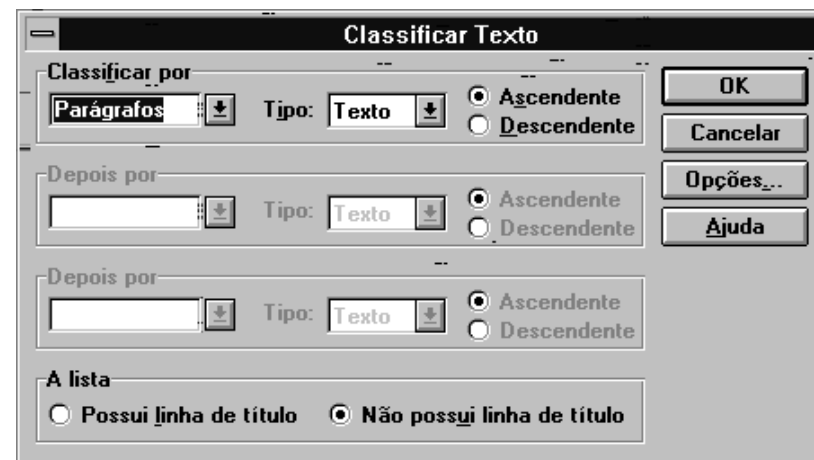 Classificar Texto
Classificar por
Parágrafos Tipo: Texto Ascendente
Descendente
OK
Cancelar
Opções...
Ajuda
Depois por
Tipo: Texto Ascendente
Descendente
Depois por
Tipo: Texto Ascendente
Descendente
A lista
Possui linha de título Não possui linha de título